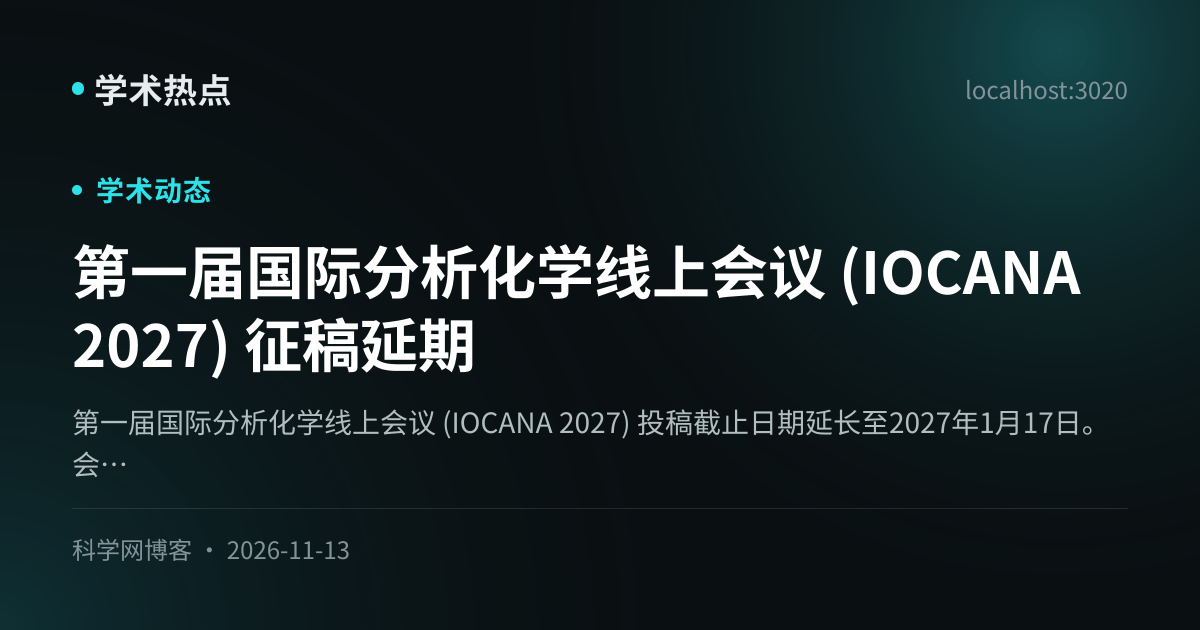 学术热点
localhost:3020
学术动态
第一届国际分析化学线上会议 (IOCANA
2027) 征稿延期
第一届国际分析化学线上会议 (IOCANA 2027) 投稿截止日期延长至2027年1月17日。
会…
科学网博客 • 2026-11-13